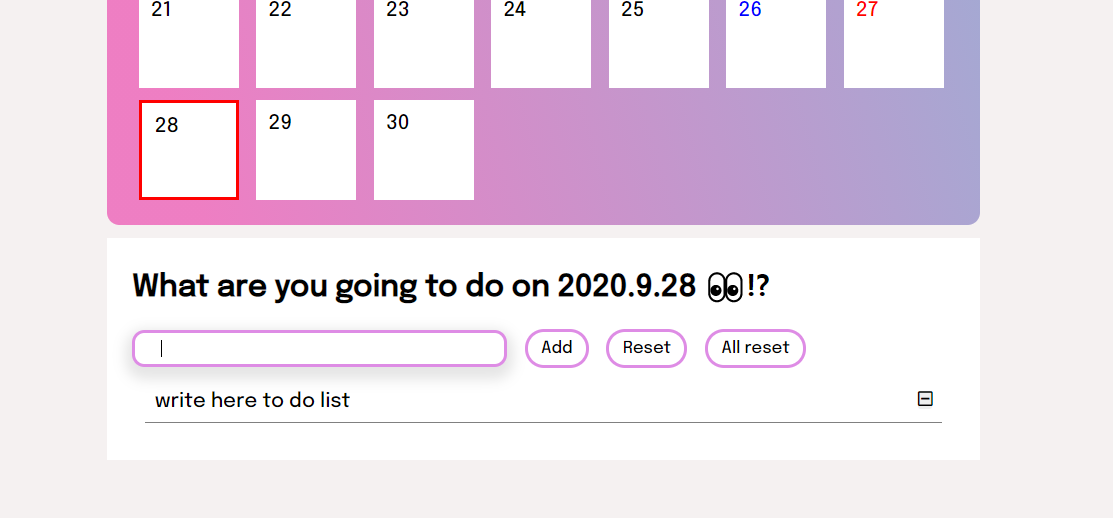 21 22 23 24 25 26 27
28 29 30
What are you going to do on 2020.9.28 👀!?
Add Reset All reset
write here to do list